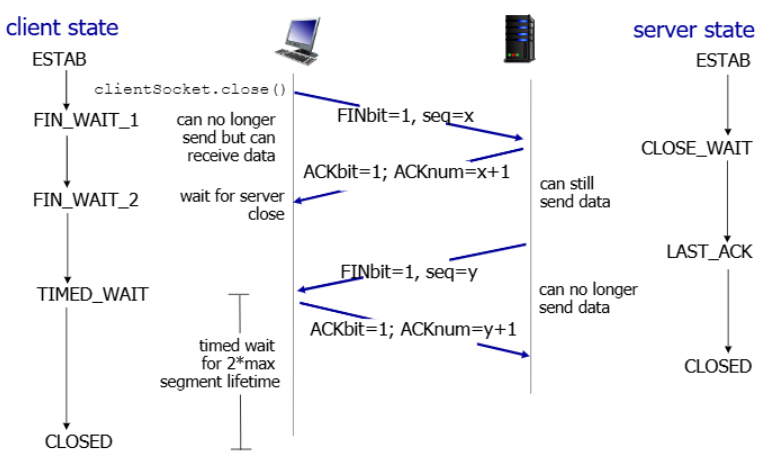 client state
server state
ESTAB
ESTAB
clientSocket.close()
FINbit=1, seq=x
FIN_WAIT_1
can no longer
send but can
receive data
CLOSE_WAIT
ACKbit=1; ACKnum=x+1
FIN_WAIT_2
wait for server
close
can still
send data
LAST_ACK
FINbit=1, seq=y
TIMED_WAIT
can no longer
send data
ACKbit=1; ACKnum=y+1
timed wait
for 2*max
segment lifetime
CLOSED
CLOSED